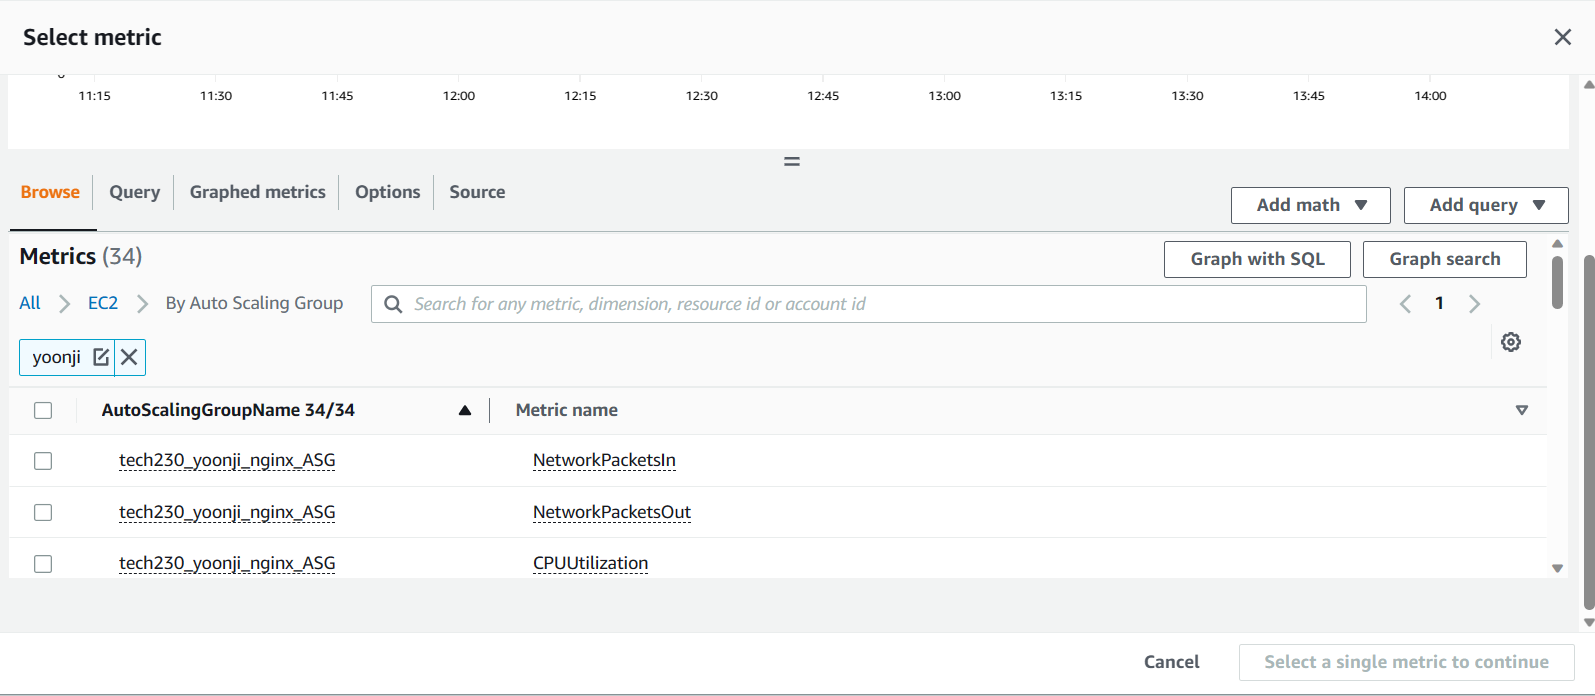 Select metric
11:15 11:30 11:45 12:00 12:15 12:30 12:45 13:00 13:15 13:30 13:45 14:00
Browse Query Graphed metrics Options Source
Add math Add query
Metrics (34)
Graph with SQL Graph search
All EC2 By Auto Scaling Group Search for any metric, dimension, resource id or account id 1
yoonji
AutoScalingGroupName 34/34 Metric name
tech230_yoonji_nginx_ASG NetworkPacketsIn
tech230_yoonji_nginx_ASG NetworkPacketsOut
tech230_yoonji_nginx_ASG CPUUtilization
Cancel Select a single metric to continue